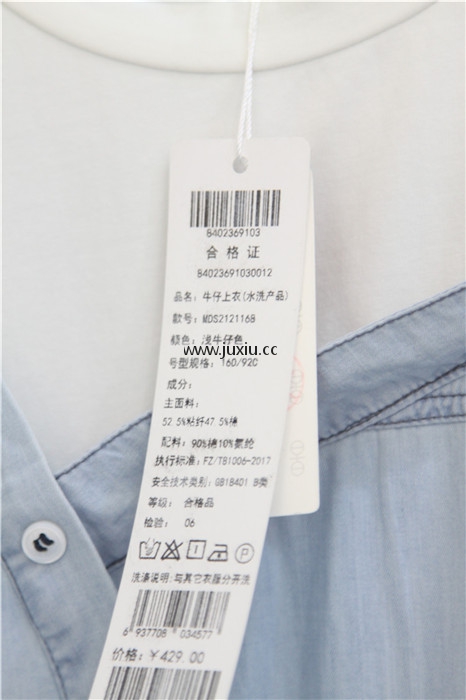 8402369103
合格证
84023691030012
品名：牛仔上衣(水洗产品)
款号：MDS212116B
颜色：浅牛仔色
www.juxiu.cc
号型规格：160/92C
成分：
主面料：
52.5%粘纤47.5%棉
配料：90%棉10%氨纶
执行标准：FZ/T81006-2017
安全技术类别：GB18401 B类
等级：合格品
检验：06
洗涤说明：与其它衣服分开洗
6 937708 034577
价格：¥429.00